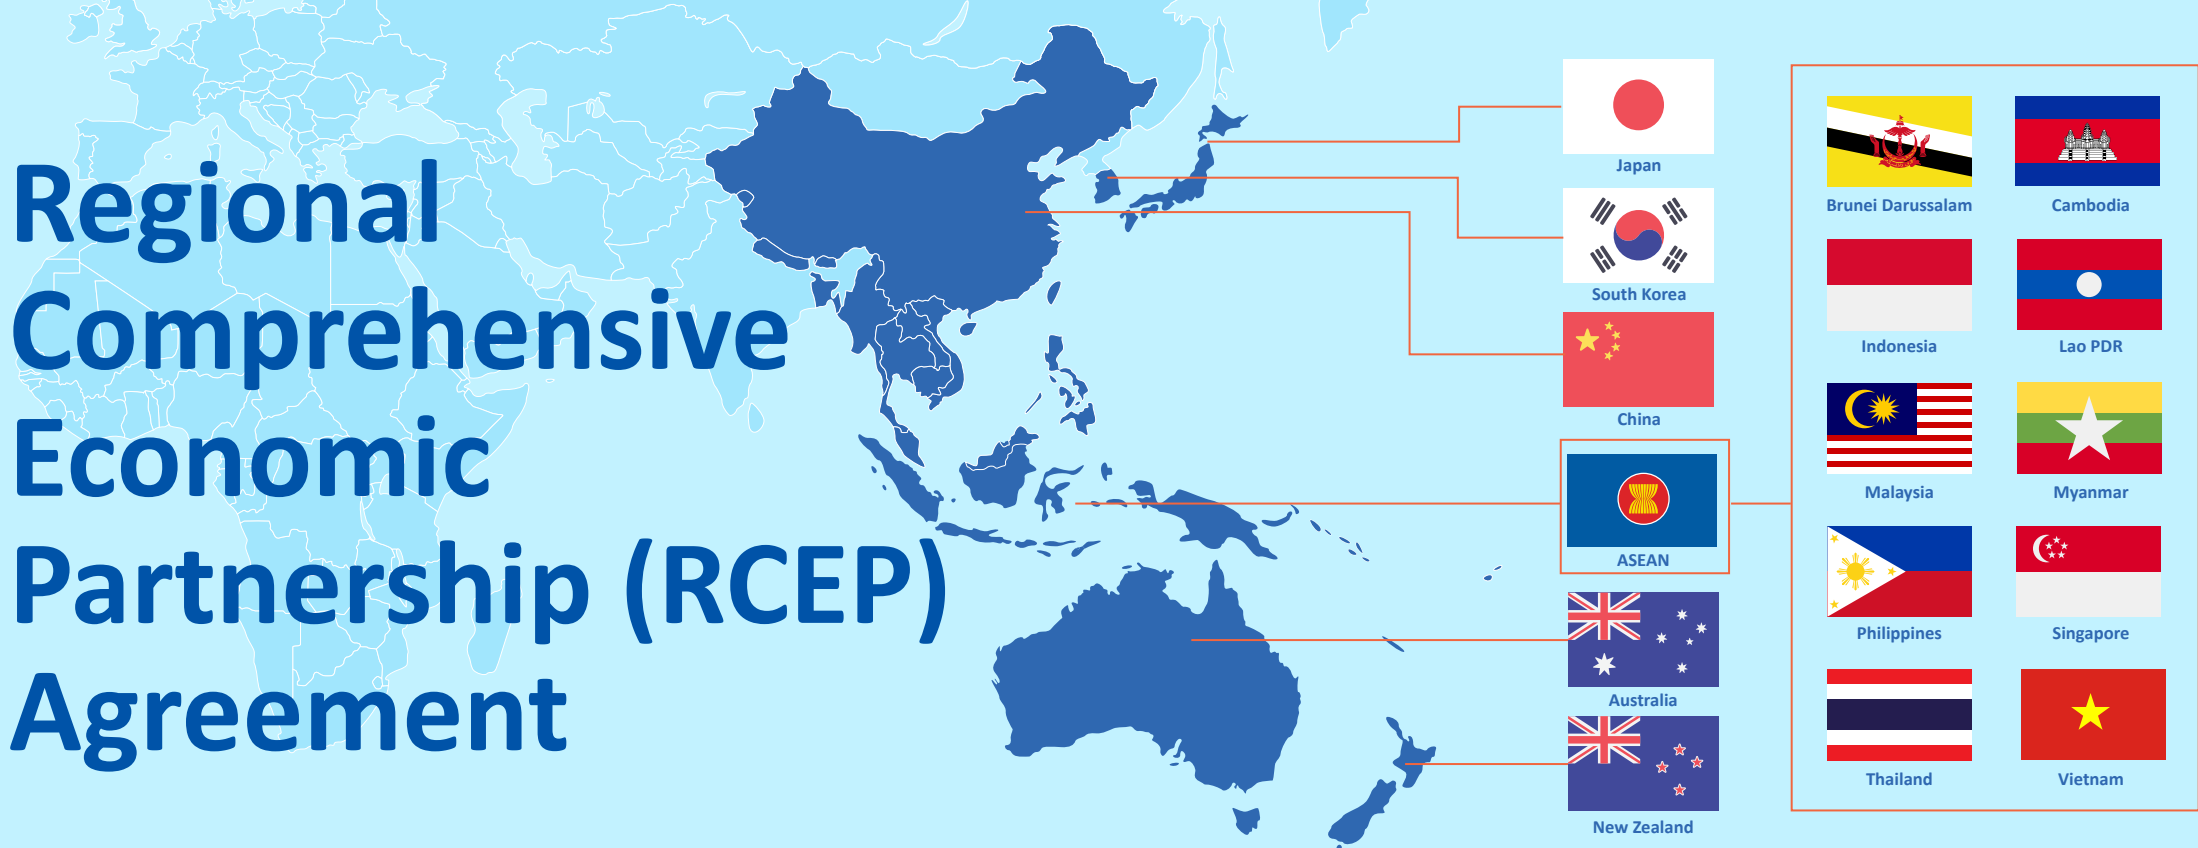 Regional
Comprehensive
Economic
Partnership (RCEP)
Agreement
Japan
South Korea
China
ASEAN
Australia
New Zealand
Brunei Darussalam
Cambodia
Indonesia
Lao PDR
Malaysia
Myanmar
Philippines
Singapore
Thailand
Vietnam